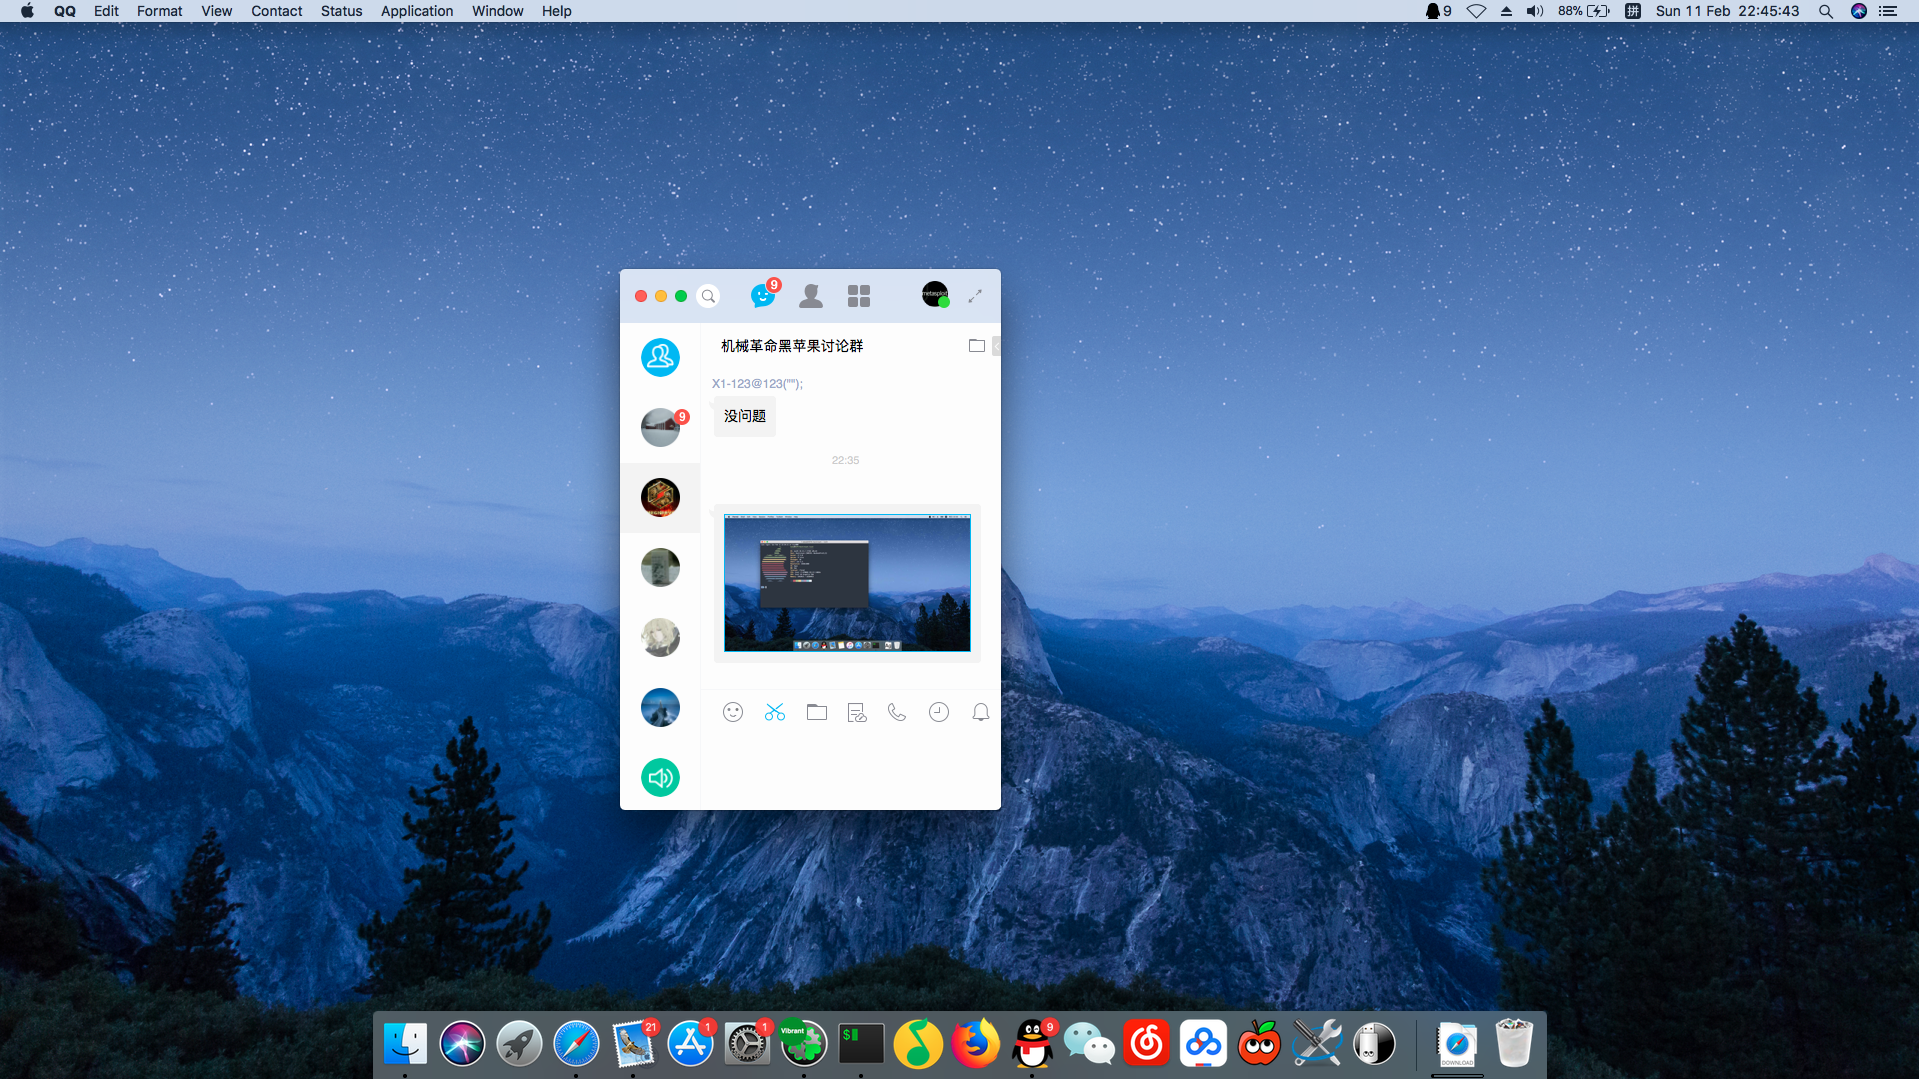 QQ Edit Format View Contact Status Application Window Help
9 88% 拼 Sun 11 Feb 22:45:43
9
metasploit
机械革命黑苹果讨论群
X1-123@123("");
9
没问题
22:35
21
1
1
Vibrant
$
9
DOWNLOAD